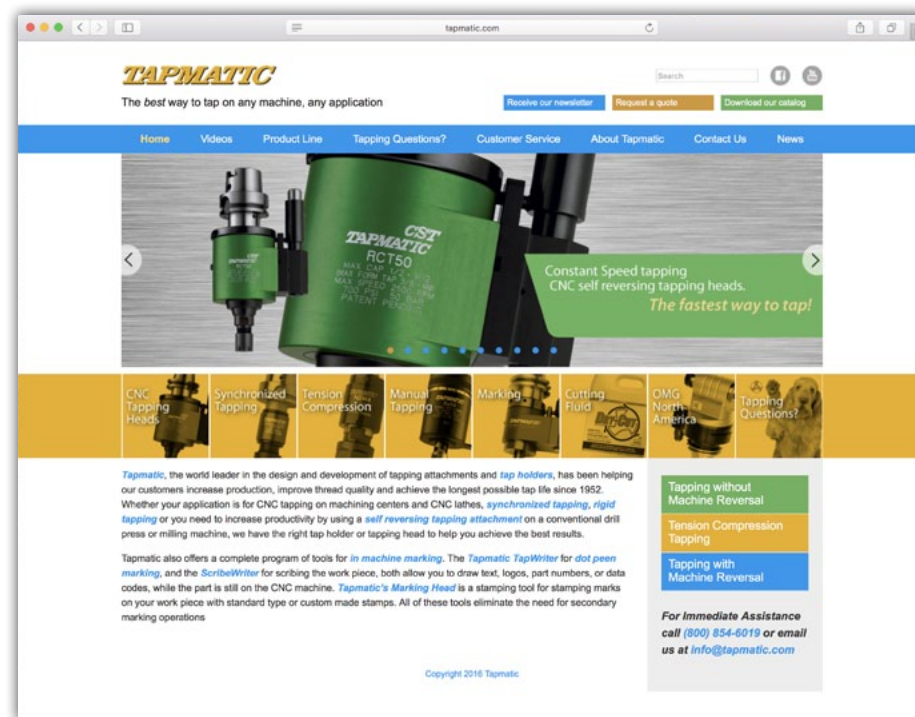 tapmatic.com
TAPMATIC
Search
The best way to tap on any machine, any application
Receive our newsletter
Request a quote
Download our catalog
Home
Videos
Product Line
Tapping Questions?
Customer Service
About Tapmatic
Contact Us
News
CST
TAPMATIC
RCT50
MAX SPEED 2500 RPM
700 PSI 50 BAR
PATENT PENDING
Constant Speed tapping
CNC self reversing tapping heads.
The fastest way to tap!
CNC
Tapping
Heads
Synchronized
Tapping
Tension
Compression
Manual
Tapping
Marking
Cutting
Fluid
OMG
North
America
Tapping
Questions?
Tapmatic, the world leader in the design and development of tapping attachments and tap holders, has been helping
our customers increase production, improve thread quality and achieve the longest possible tap life since 1952.
Whether your application is for CNC tapping on machining centers and CNC lathes, synchronized tapping, rigid
tapping or you need to increase productivity by using a self reversing tapping attachment on a conventional drill
press or milling machine, we have the right tap holder or tapping head to help you achieve the best results.
Tapmatic also offers a complete program of tools for in machine marking. The Tapmatic TapWriter for dot peen
marking, and the ScribeWriter for scribing the work piece, both allow you to draw text, logos, part numbers, or data
codes, while the part is still on the CNC machine. Tapmatic's Marking Head is a stamping tool for stamping marks
on your work piece with standard type or custom made stamps. All of these tools eliminate the need for secondary
marking operations
Tapping without
Machine Reversal
Tension Compression
Tapping
Tapping with
Machine Reversal
For Immediate Assistance
call (800) 854-6019 or email
us at info@tapmatic.com
Copyright 2016 Tapmatic